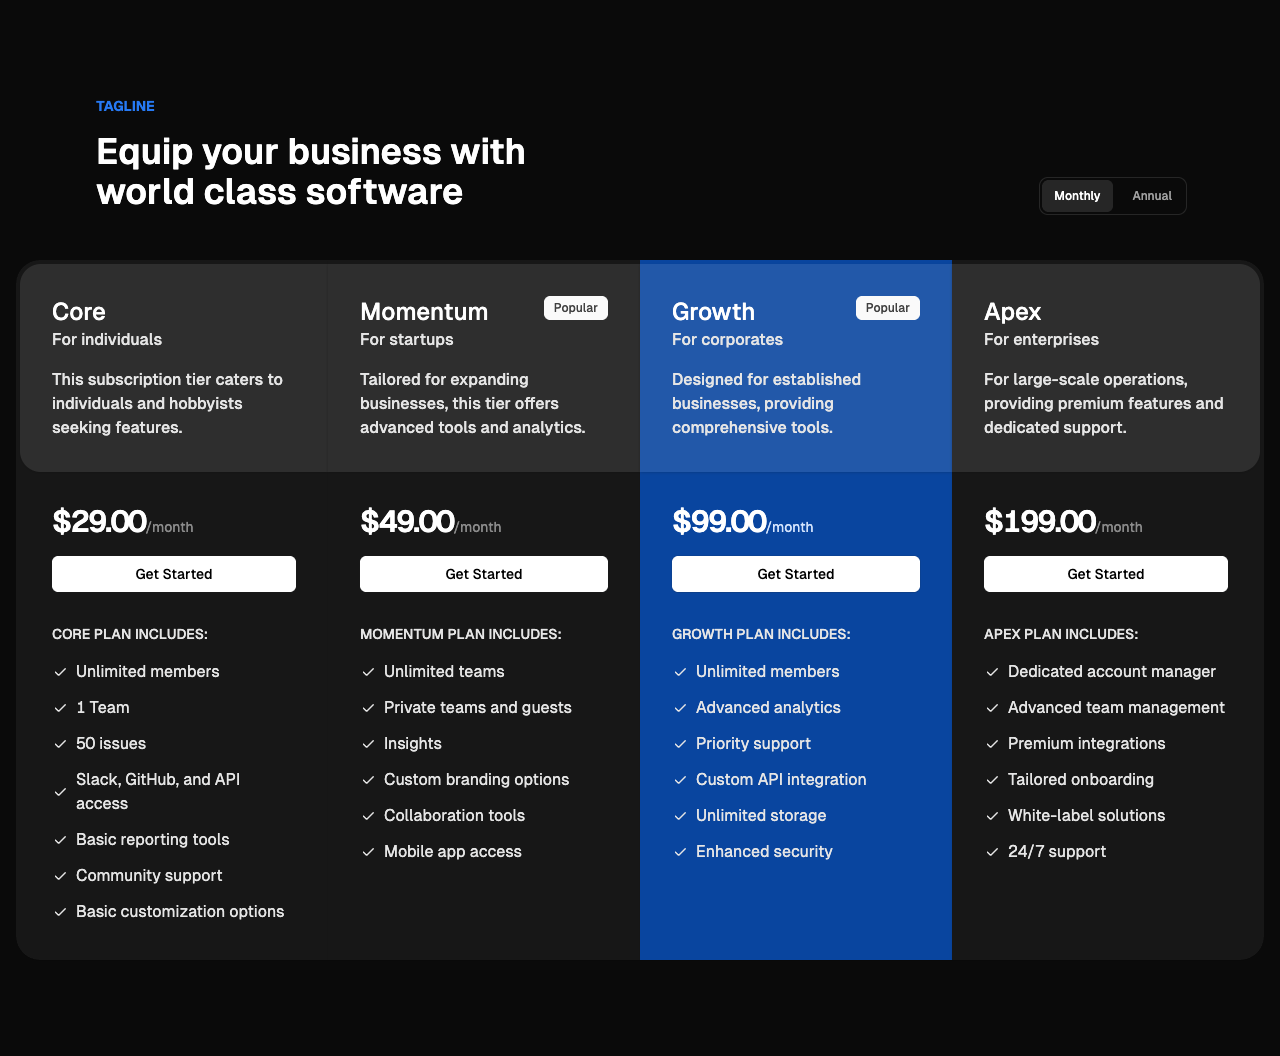 TAGLINE
Equip your business with
world class software
Monthly
Annual
Core
For individuals
This subscription tier caters to
individuals and hobbyists
seeking features.
Momentum
Popular
For startups
Tailored for expanding
businesses, this tier offers
advanced tools and analytics.
Growth
Popular
For corporates
Designed for established
businesses, providing
comprehensive tools.
Apex
For enterprises
For large-scale operations,
providing premium features and
dedicated support.
$29.00/month
Get Started
CORE PLAN INCLUDES:
Unlimited members
1 Team
50 issues
Slack, GitHub, and API
access
Basic reporting tools
Community support
Basic customization options
$49.00/month
Get Started
MOMENTUM PLAN INCLUDES:
Unlimited teams
Private teams and guests
Insights
Custom branding options
Collaboration tools
Mobile app access
$99.00/month
Get Started
GROWTH PLAN INCLUDES:
Unlimited members
Advanced analytics
Priority support
Custom API integration
Unlimited storage
Enhanced security
$199.00/month
Get Started
APEX PLAN INCLUDES:
Dedicated account manager
Advanced team management
Premium integrations
Tailored onboarding
White-label solutions
24/7 support